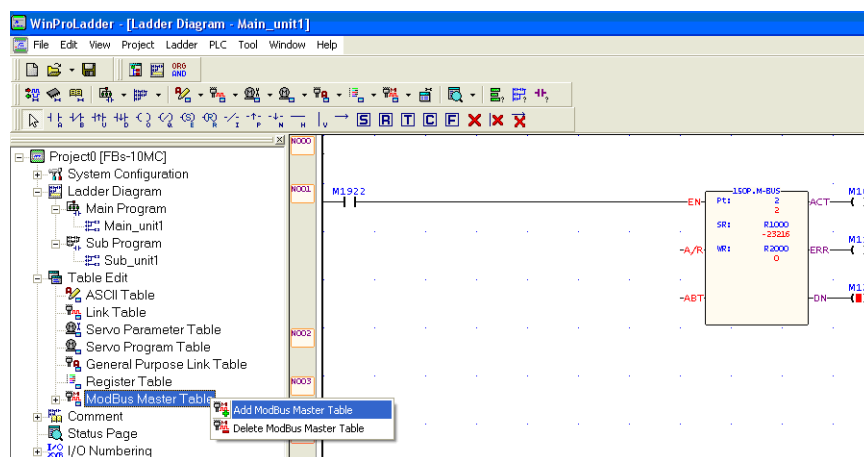 WinProLadder - [Ladder Diagram - Main_unit1]
File Edit View Project Ladder PLC Tool Window Help
ORG
AND
S R T C F
Project0 [FBs-10MC]
System Configuration
Ladder Diagram
Main Program
Main_unit1
Sub Program
Sub_unit1
Table Edit
ASCII Table
Link Table
Servo Parameter Table
Servo Program Table
General Purpose Link Table
Register Table
ModBus Master Table
Comment
Status Page
I/O Numbering
Add ModBus Master Table
Delete ModBus Master Table
N000
N001
N002
N003
M1922
150P.M-BUS
EN
Pt: 2
2
ACT
SR: R1000
-23216
A/R
WR: R2000
0
ERR
ABT
DN